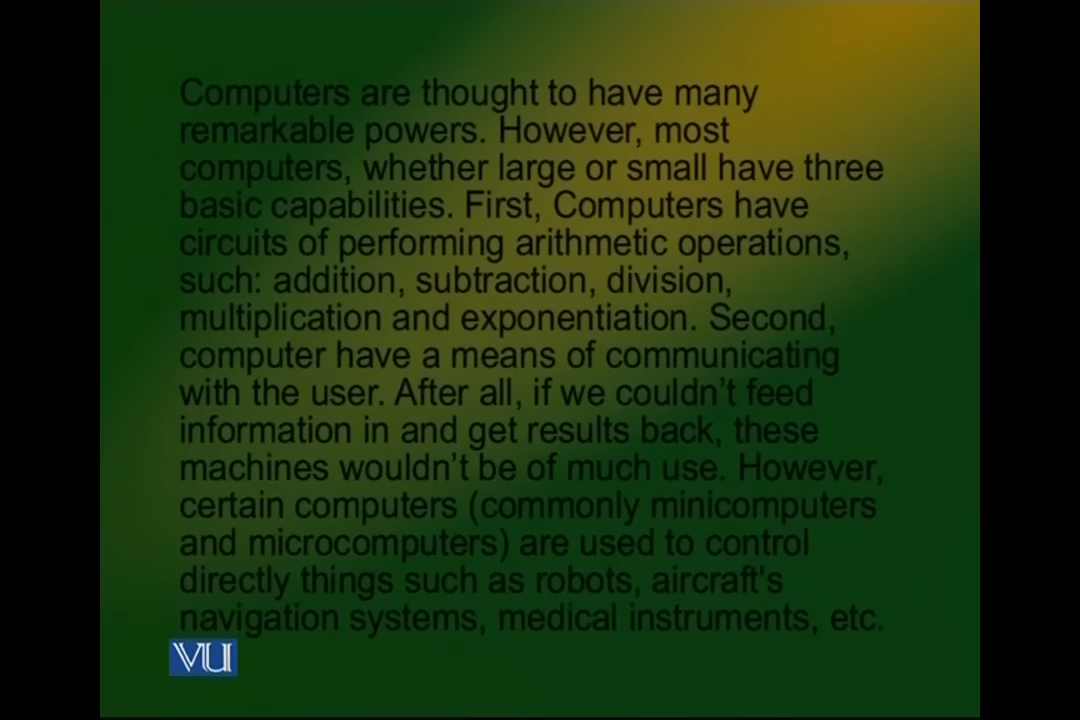 Computers are thought to have many
remarkable powers. However, most
computers, whether large or small have three
basic capabilities. First, Computers have
circuits of performing arithmetic operations,
such: addition, subtraction, division,
multiplication and exponentiation. Second,
computer have a means of communicating
with the user. After all, if we couldn’t feed
information in and get results back, these
machines wouldn’t be of much use. However,
certain computers (commonly minicomputers
and microcomputers) are used to control
directly things such as robots, aircraft's
navigation systems, medical instruments, etc.
VU